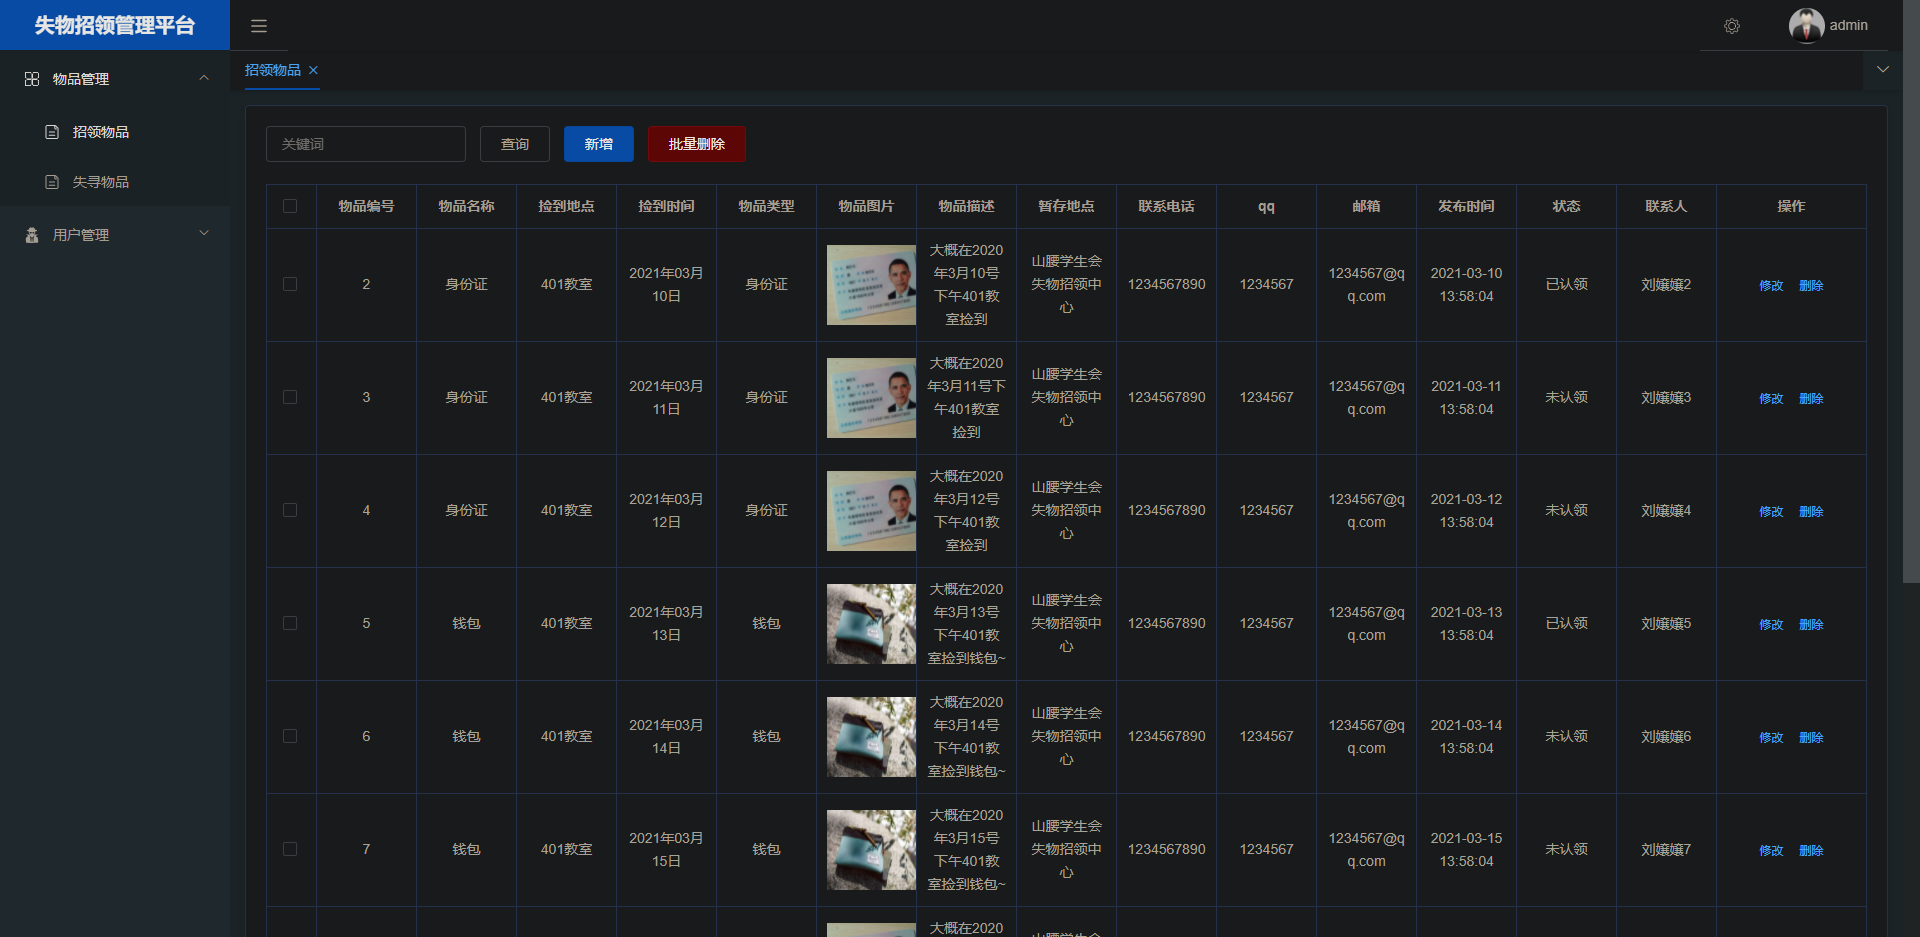 失物招领管理平台
admin
物品管理
招领物品
失寻物品
用户管理
招领物品
关键词
查询
新增
批量删除
物品编号 物品名称 捡到地点 捡到时间 物品类型 物品图片 物品描述 暂存地点 联系电话 qq 邮箱 发布时间 状态 联系人 操作
2 身份证 401教室 2021年03月10日 身份证 大概在2020年3月10号下午401教室捡到 山腰学生会失物招领中心 1234567890 1234567 1234567@qq.com 2021-03-10 13:58:04 已认领 刘嬢嬢2 修改 删除
3 身份证 401教室 2021年03月11日 身份证 大概在2020年3月11号下午401教室捡到 山腰学生会失物招领中心 1234567890 1234567 1234567@qq.com 2021-03-11 13:58:04 未认领 刘嬢嬢3 修改 删除
4 身份证 401教室 2021年03月12日 身份证 大概在2020年3月12号下午401教室捡到 山腰学生会失物招领中心 1234567890 1234567 1234567@qq.com 2021-03-12 13:58:04 未认领 刘嬢嬢4 修改 删除
5 钱包 401教室 2021年03月13日 钱包 大概在2020年3月13号下午401教室捡到钱包~ 山腰学生会失物招领中心 1234567890 1234567 1234567@qq.com 2021-03-13 13:58:04 已认领 刘嬢嬢5 修改 删除
6 钱包 401教室 2021年03月14日 钱包 大概在2020年3月14号下午401教室捡到钱包~ 山腰学生会失物招领中心 1234567890 1234567 1234567@qq.com 2021-03-14 13:58:04 未认领 刘嬢嬢6 修改 删除
7 钱包 401教室 2021年03月15日 钱包 大概在2020年3月15号下午401教室捡到钱包~ 山腰学生会失物招领中心 1234567890 1234567 1234567@qq.com 2021-03-15 13:58:04 未认领 刘嬢嬢7 修改 删除
大概在2020